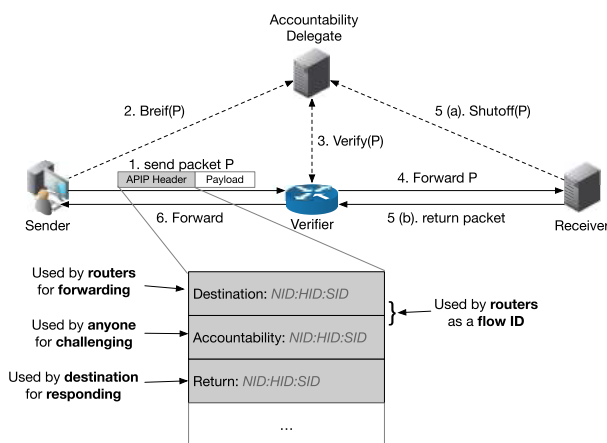 Accountability
Delegate
2. Breif(P)
5 (a). Shutoff(P)
3. Verify(P)
1. send packet P
APIP Header
Payload
4. Forward P
6. Forward
5 (b). return packet
Sender
Verifier
Receiver
Used by routers
for forwarding
Destination: NID:HID:SID
Used by routers
as a flow ID
}
Used by anyone
for challenging
Accountability: NID:HID:SID
Used by destination
for responding
Return: NID:HID:SID
...